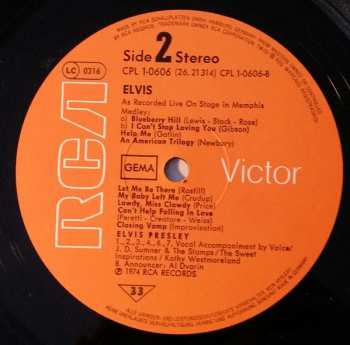 RCA SCHALLPLATTEN GMBH, HAMBURG GERMANY
Side 2 Stereo
LC 0316
CPL 1-0606 (26.21314) CPL 1-0606-B
ELVIS
As Recorded Live On Stage in Memphis
Medley:
a) Blueberry Hill (Lewis - Stock - Rose)
b) I Can't Stop Loving You (Gibson)
Help Me (Gatlin)
An American Trilogy (Newbury)
GEMA
RCA
Victor
Let Me Be There (Rostill)
My Baby Left Me (Crudup)
Lawdy, Miss Clawdy (Price)
Can't Help Falling In Love
(Peretti - Creatore - Weiss)
Closing Vamp (Improvisation)
ELVIS PRESLEY
1., 2., 3., 4., 6., 7. Vocal Accompaniment by Voice/
J. D. Sumner & The Stamps/The Sweet
Inspirations/Kathy Westmoreland
8. Announcer: Al Dvorin
℗ 1974 RCA RECORDS
33